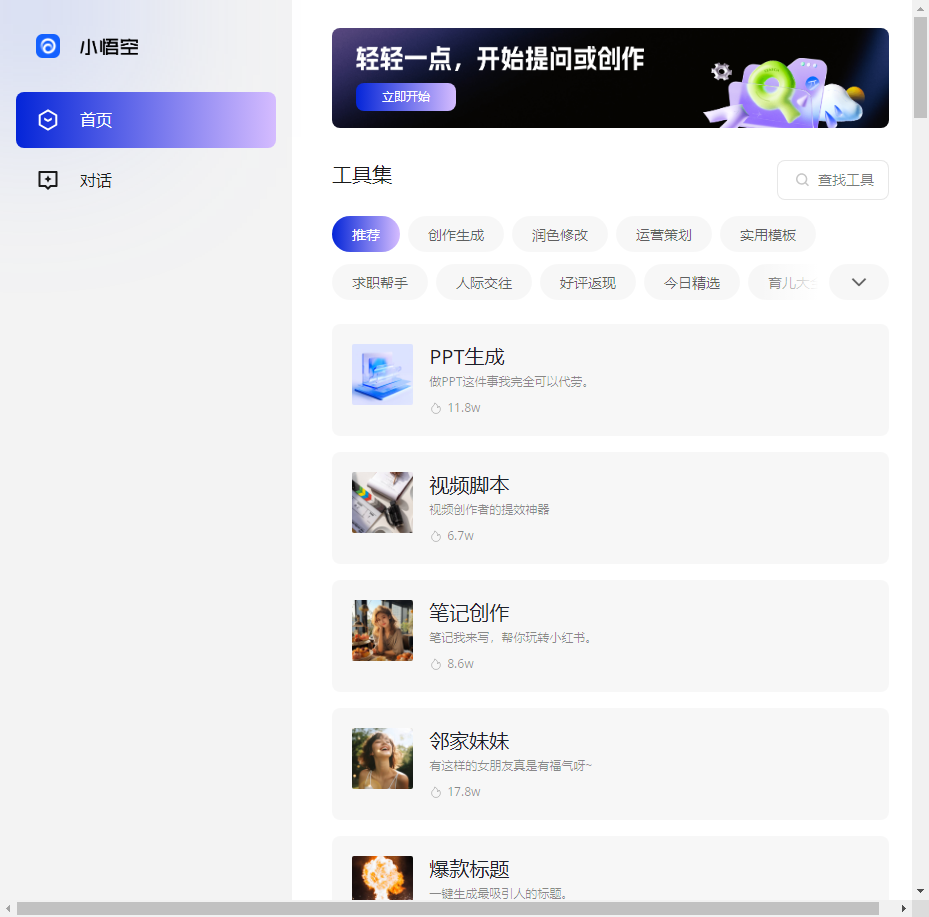 小悟空
首页
对话
轻轻一点，开始提问或创作
立即开始
工具集
查找工具
推荐
创作生成
润色修改
运营策划
实用模板
求职帮手
人际交往
好评返现
今日精选
育儿大
PPT生成
做PPT这件事我完全可以代劳。
11.8w
视频脚本
视频创作者的提效神器
6.7w
笔记创作
笔记我来写，帮你玩转小红书。
8.6w
邻家妹妹
有这样的女朋友真是有福气呀~
17.8w
爆款标题
一键生成最吸引人的标题。